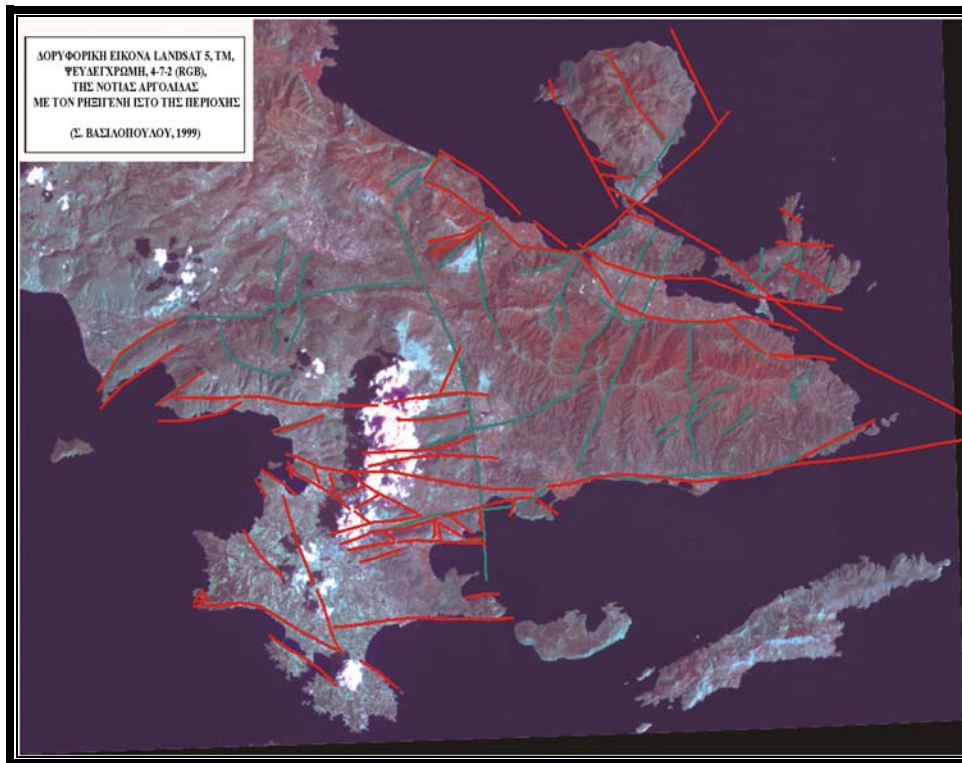 ΔΟΡΥΦΟΡΙΚΗ ΕΙΚΟΝΑ LANDSAT 5, TM,
ΨΕΥΔΕΓΧΡΩΜΗ, 4-7-2 (RGB),
ΤΗΣ ΝΟΤΙΑΣ ΑΡΓΟΛΙΔΑΣ
ΜΕ ΤΟΝ ΡΗΞΙΓΕΝΗ ΙΣΤΟ ΤΗΣ ΠΕΡΙΟΧΗΣ
(Σ. ΒΑΣΙΛΟΠΟΥΛΟΥ, 1999)